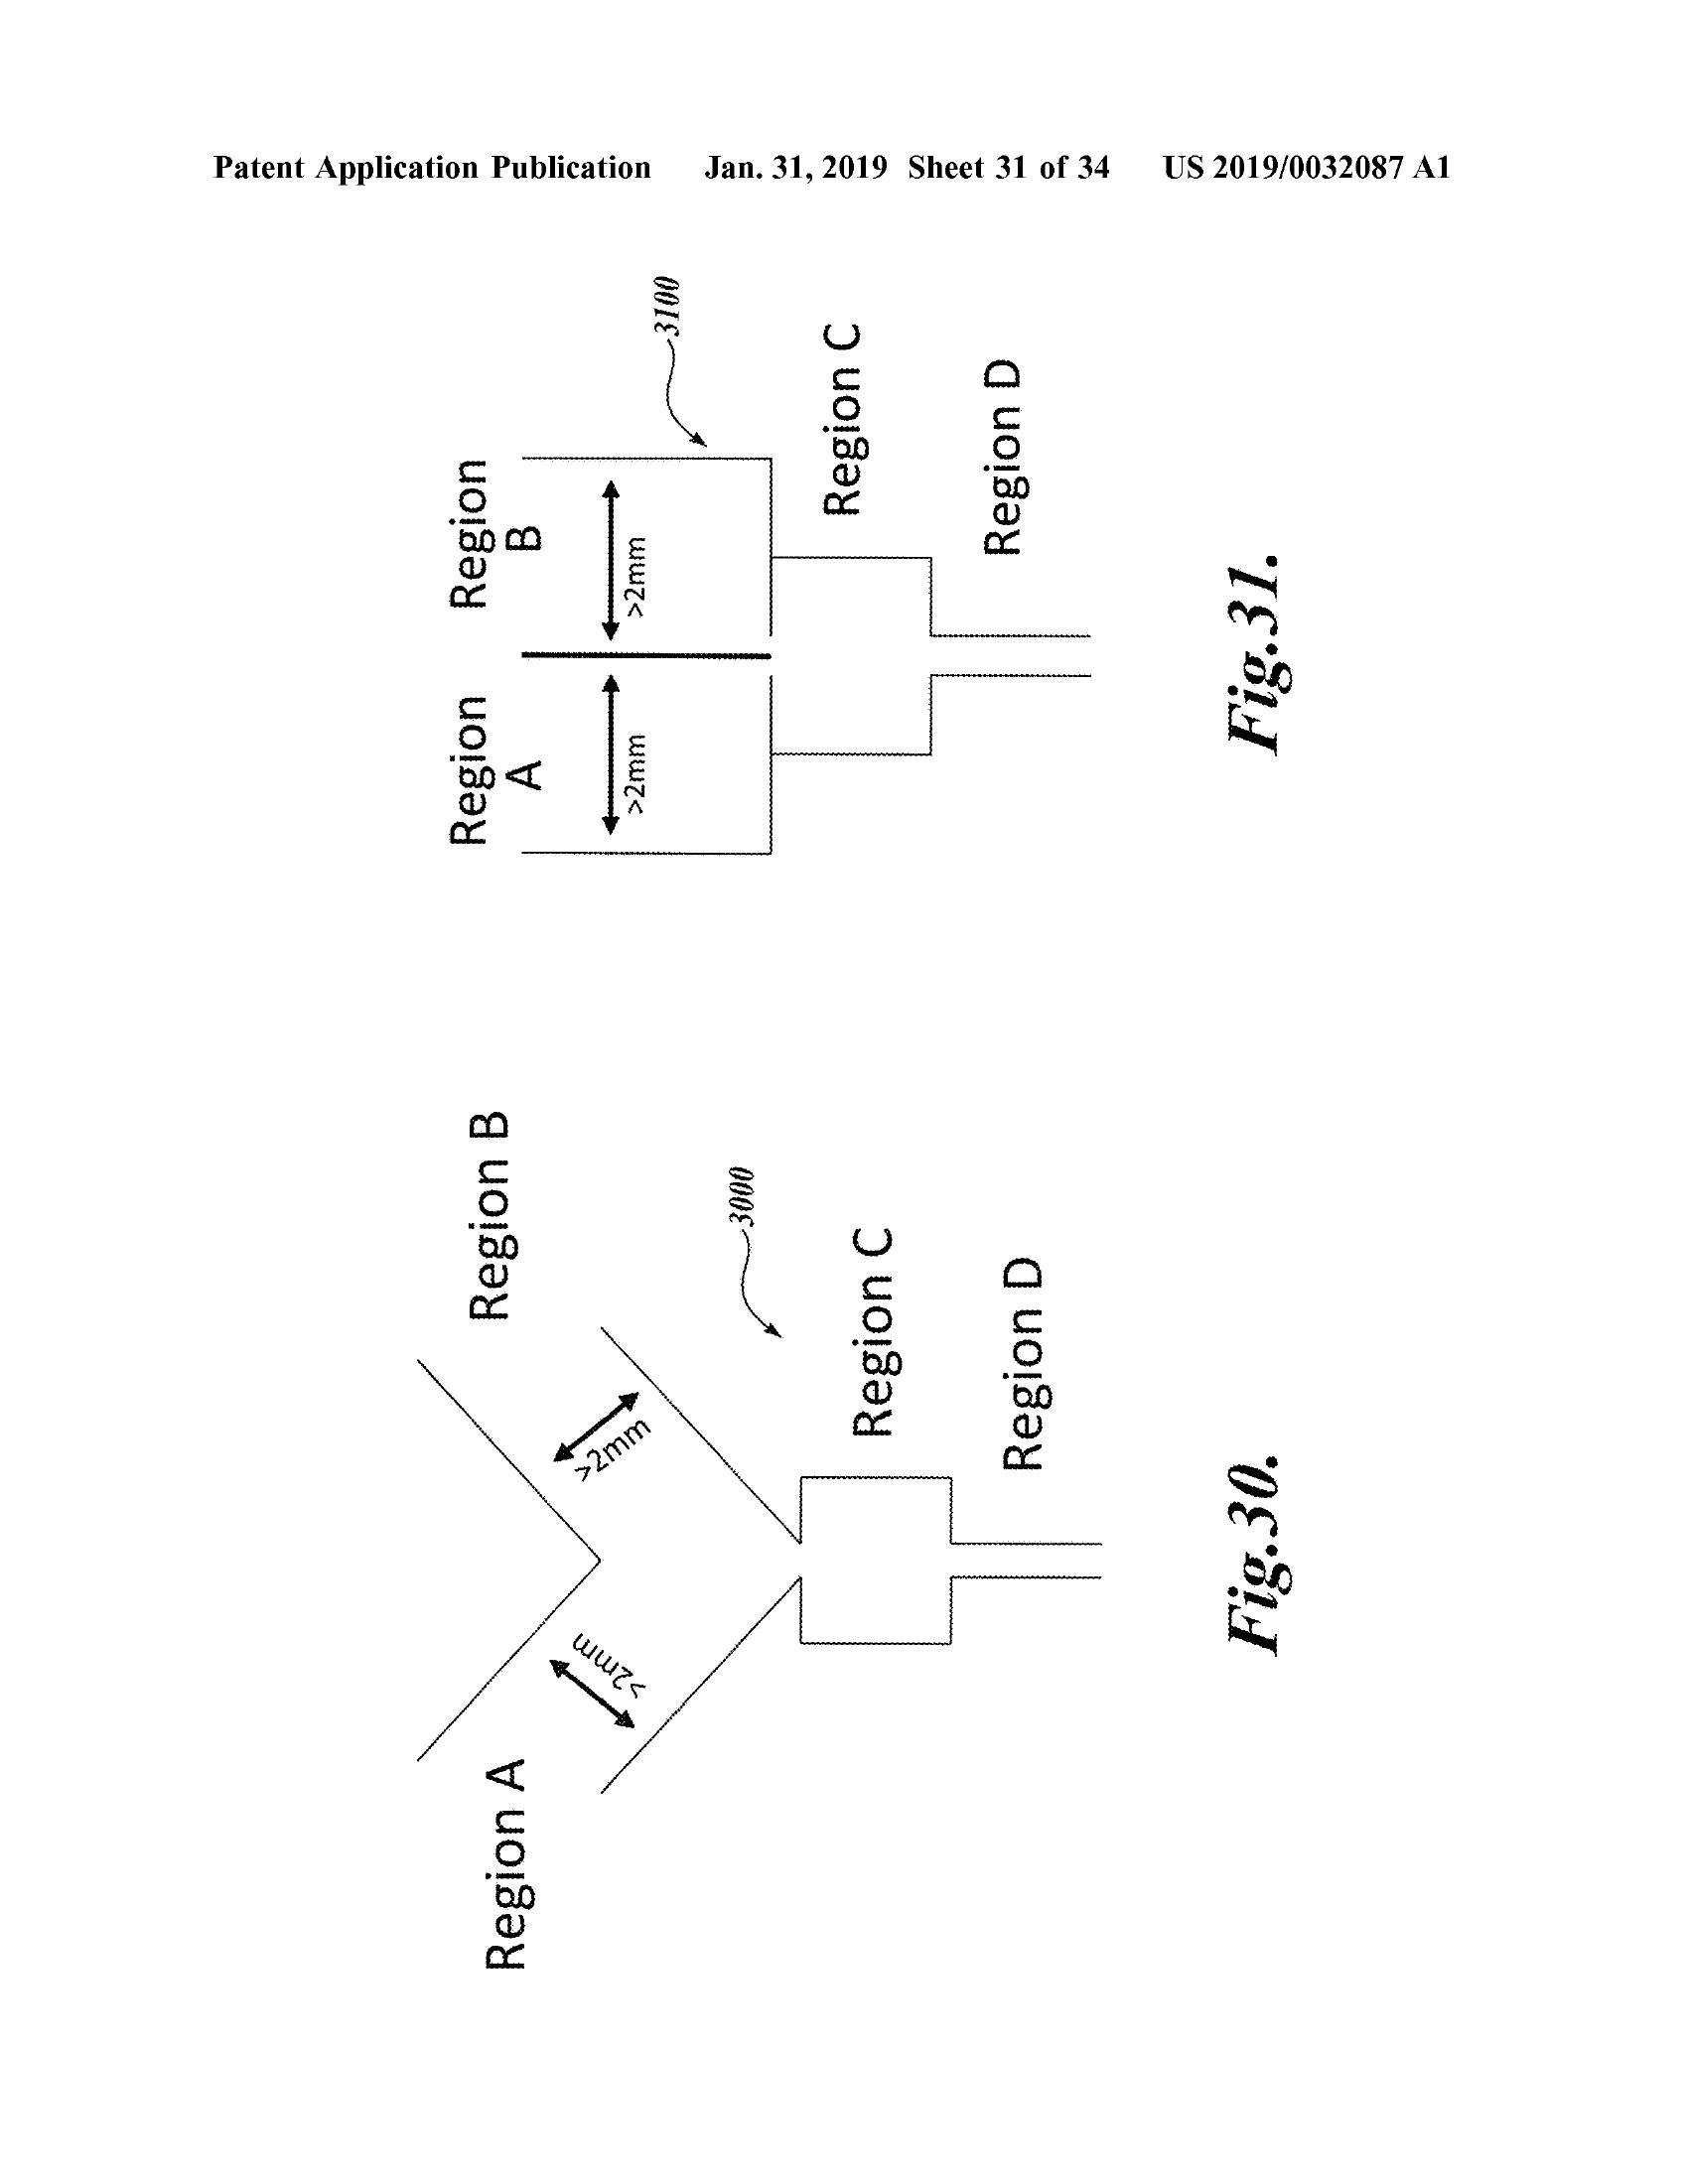 Patent Application Publication Jan. 31, 2019 Sheet 31 of 34 US 2019/0032087 A1
Region A
Region B
>2mm
>2mm
3000
Region C
Region D
Fig.30.
Region
A
Region
B
>2mm
>2mm
3100
Region C
Region D
Fig.31.